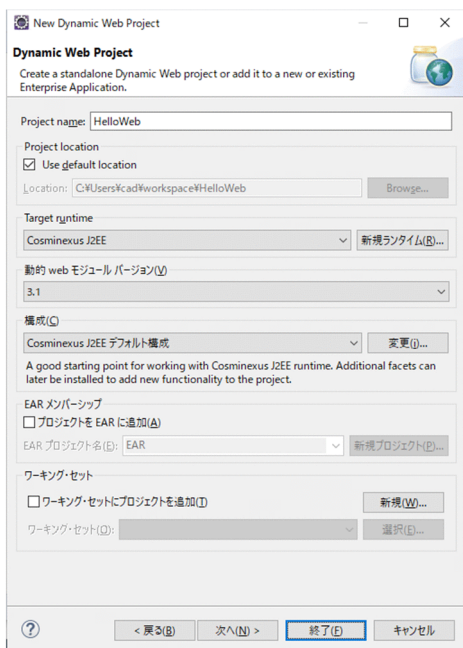 New Dynamic Web Project
Dynamic Web Project
Create a standalone Dynamic Web project or add it to a new or existing
Enterprise Application.
Project name: HelloWeb
Project location
Use default location
Location: C:¥Users¥cad¥workspace¥HelloWeb Browse...
Target runtime
Cosminexus J2EE 新規ランタイム(R)...
動的 web モジュール バージョン(V)
3.1
構成(C)
Cosminexus J2EE デフォルト構成 変更(i)...
A good starting point for working with Cosminexus J2EE runtime. Additional facets can
later be installed to add new functionality to the project.
EAR メンバーシップ
プロジェクトを EAR に追加(A)
EAR プロジェクト名(E): EAR 新規プロジェクト(P)...
ワーキング・セット
ワーキング・セットにプロジェクトを追加(T) 新規(W)...
ワーキング・セット(O): 選択(E)...
? < 戻る(B) 次へ(N) > 終了(F) キャンセル